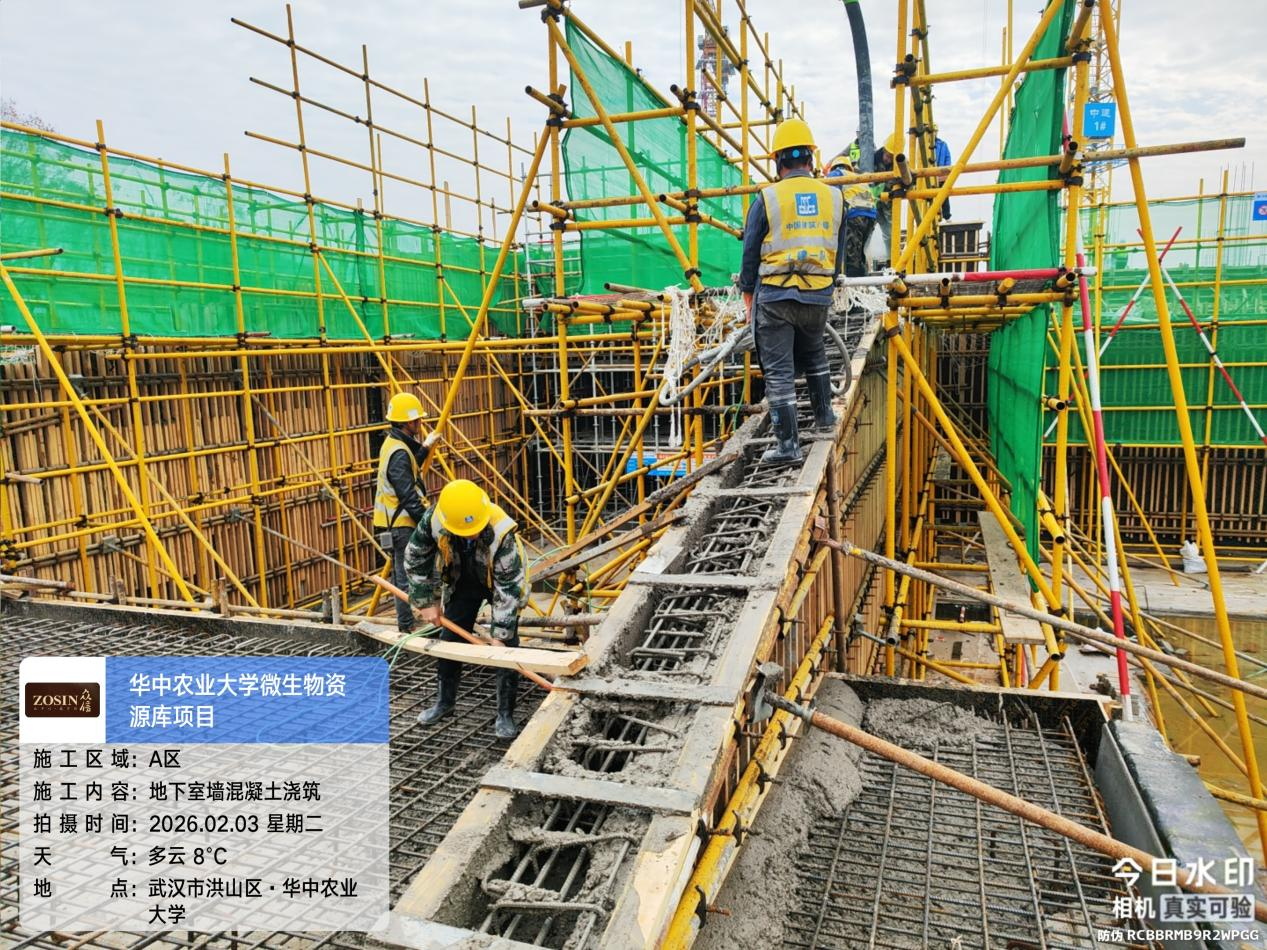 中建
1#
ZOSIN 众信
华中农业大学微生物资
源库项目
施工区域：A区
施工内容：地下室墙混凝土浇筑
拍摄时间：2026.02.03 星期二
天气：多云 8℃
地点：武汉市洪山区·华中农业
大学
今日水印
相机 真实可验
防伪 RCBBRMB9R2WPGG